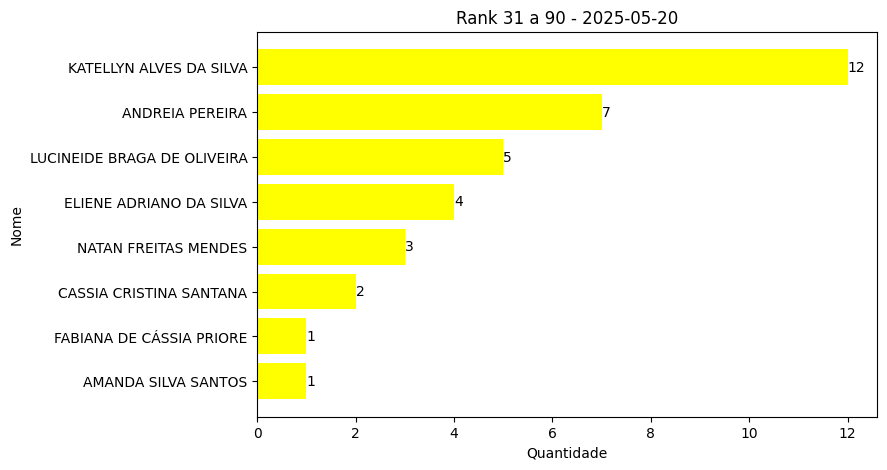 Rank 31 a 90 - 2025-05-20
KATELLYN ALVES DA SILVA
12
ANDREIA PEREIRA
7
LUCINEIDE BRAGA DE OLIVEIRA
5
ELIENE ADRIANO DA SILVA
4
NATAN FREITAS MENDES
3
CASSIA CRISTINA SANTANA
2
FABIANA DE CÁSSIA PRIORE
1
AMANDA SILVA SANTOS
1
Nome
0 2 4 6 8 10 12
Quantidade